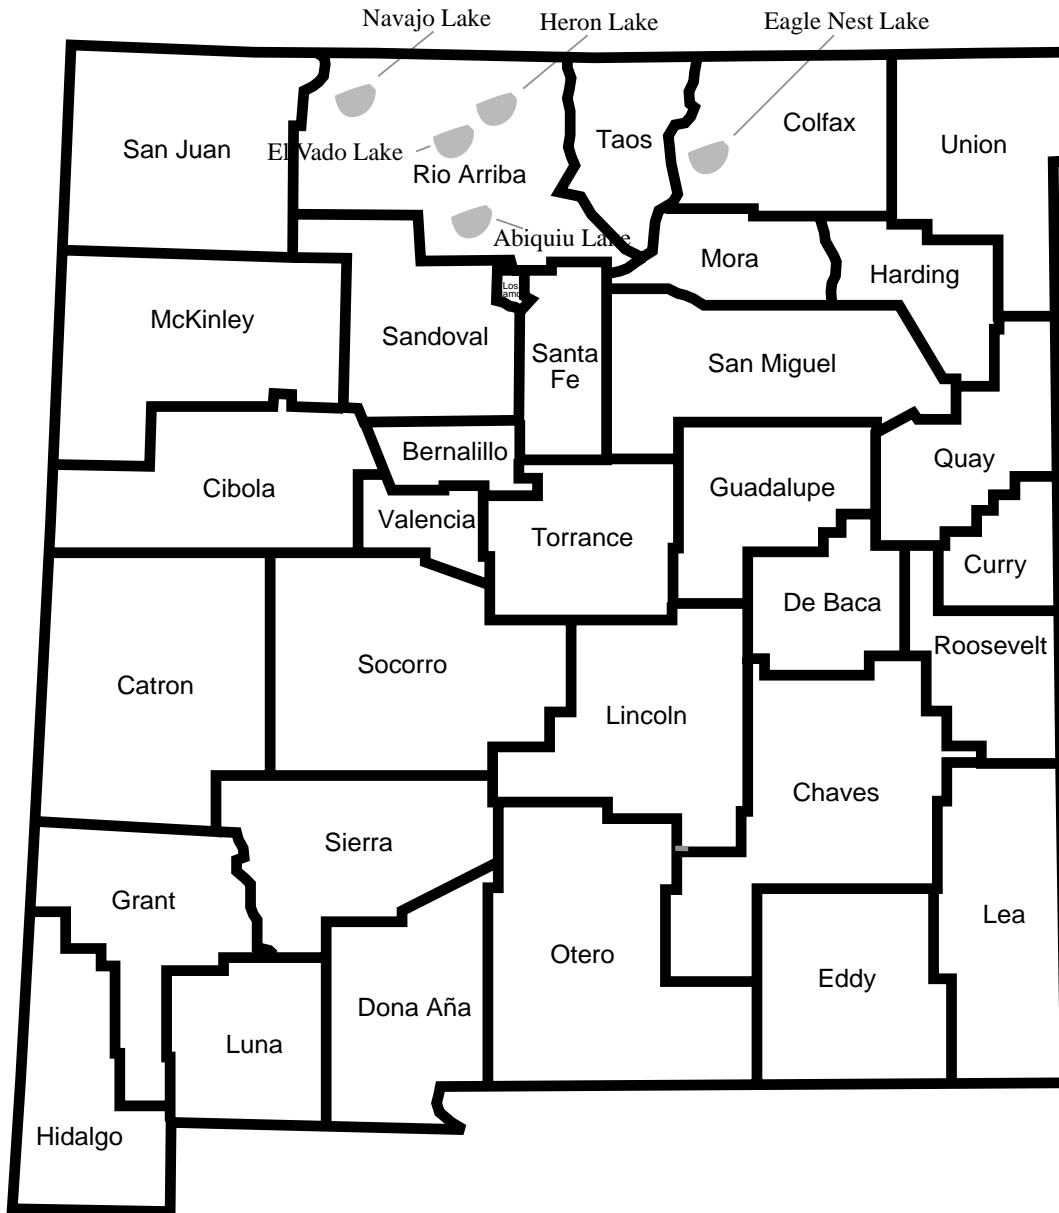 Navajo Lake
Heron Lake
Eagle Nest Lake
San Juan
El Vado Lake
Rio Arriba
Taos
Colfax
Union
Abiquiu Lake
Mora
Harding
McKinley
Sandoval
Los
Santa
Fe
San Miguel
Bernalillo
Quay
Cibola
Guadalupe
Valencia
Torrance
Curry
De Baca
Roosevelt
Catron
Socorro
Lincoln
Chaves
Sierra
Grant
Lea
Otero
Eddy
Dona Aña
Luna
Hidalgo